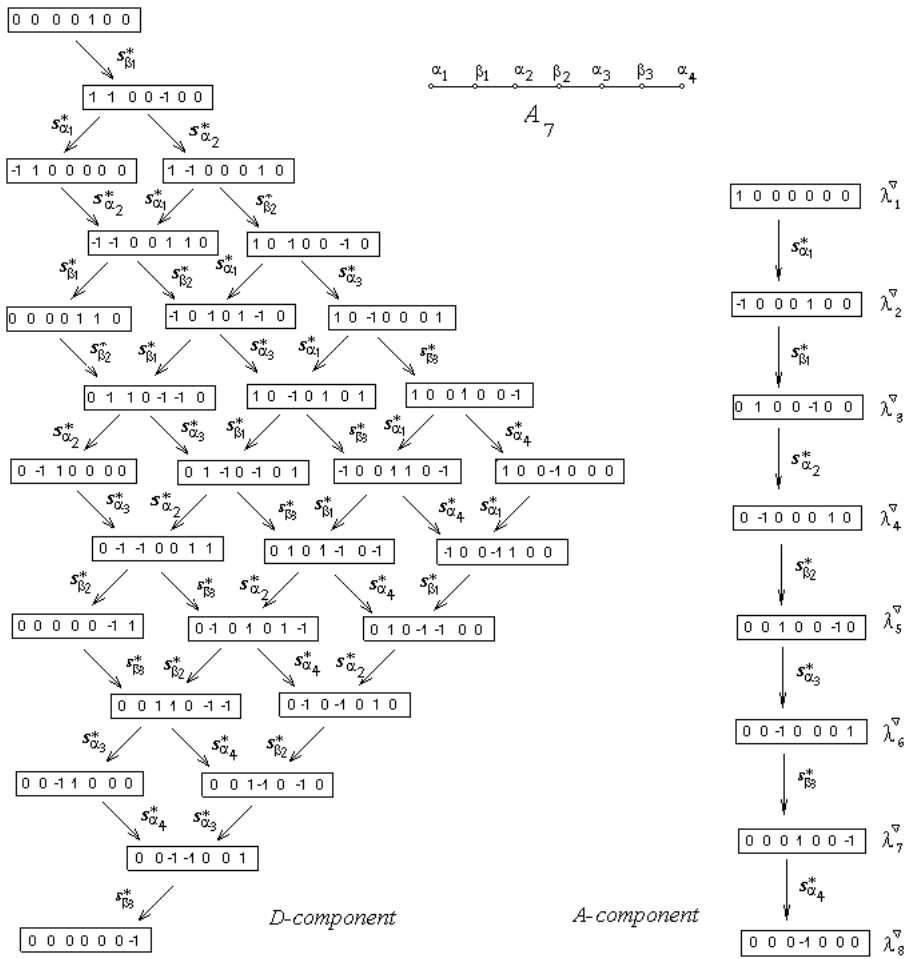 0 0 0 0 1 0 0
s*β1
α1 β1 α2 β2 α3 β3 α4
A7
1 1 0 0 -1 0 0
s*α1 s*α2
-1 1 0 0 0 0 0 1 -1 0 0 0 1 0
s*α2 s*α1 s*β2
1 0 0 0 0 0 0 λ∇1
-1 -1 0 0 1 1 0 1 0 1 0 0 -1 0
s*α1
s*β1 s*β2 s*α1 s*α3
0 0 0 0 1 1 0 -1 0 1 0 1 -1 0 1 0 -1 0 0 0 1
-1 0 0 0 1 0 0 λ∇2
s*β2 s*β1 s*α3 s*α1 s*β3
s*β1
0 1 1 0 -1 -1 0 1 0 -1 0 1 0 1 1 0 0 1 0 0 -1
0 1 0 0 -1 0 0 λ∇3
s*α2 s*α3 s*β1 s*β3 s*α1 s*α4
0 -1 1 0 0 0 0 0 1 -1 0 -1 0 1 -1 0 0 1 1 0 -1 1 0 0 -1 0 0 0
s*α2
s*α3 s*α2 s*β3 s*β1 s*α4 s*α1
0 -1 0 0 0 1 0 λ∇4
0 -1 -1 0 0 1 1 0 1 0 1 -1 0 -1 -1 0 0 -1 1 0 0
s*β2
s*β2 s*β3 s*α2 s*α4 s*β1
0 0 0 0 0 -1 1 0 -1 0 1 0 1 -1 0 1 0 -1 -1 0 0
0 0 1 0 0 -1 0 λ∇5
s*β3 s*β2 s*α4 s*α2
s*α3
0 0 1 1 0 -1 -1 0 -1 0 -1 0 1 0
0 0 -1 0 0 0 1 λ∇6
s*α3 s*α4 s*β2
s*β3
0 0 -1 1 0 0 0 0 0 1 -1 0 -1 0
s*α4 s*α3
0 0 0 1 0 0 -1 λ∇7
0 0 -1 -1 0 0 1
s*α4
s*β3
D-component A-component
0 0 0 0 0 0 -1 0 0 0 -1 0 0 0 λ∇8